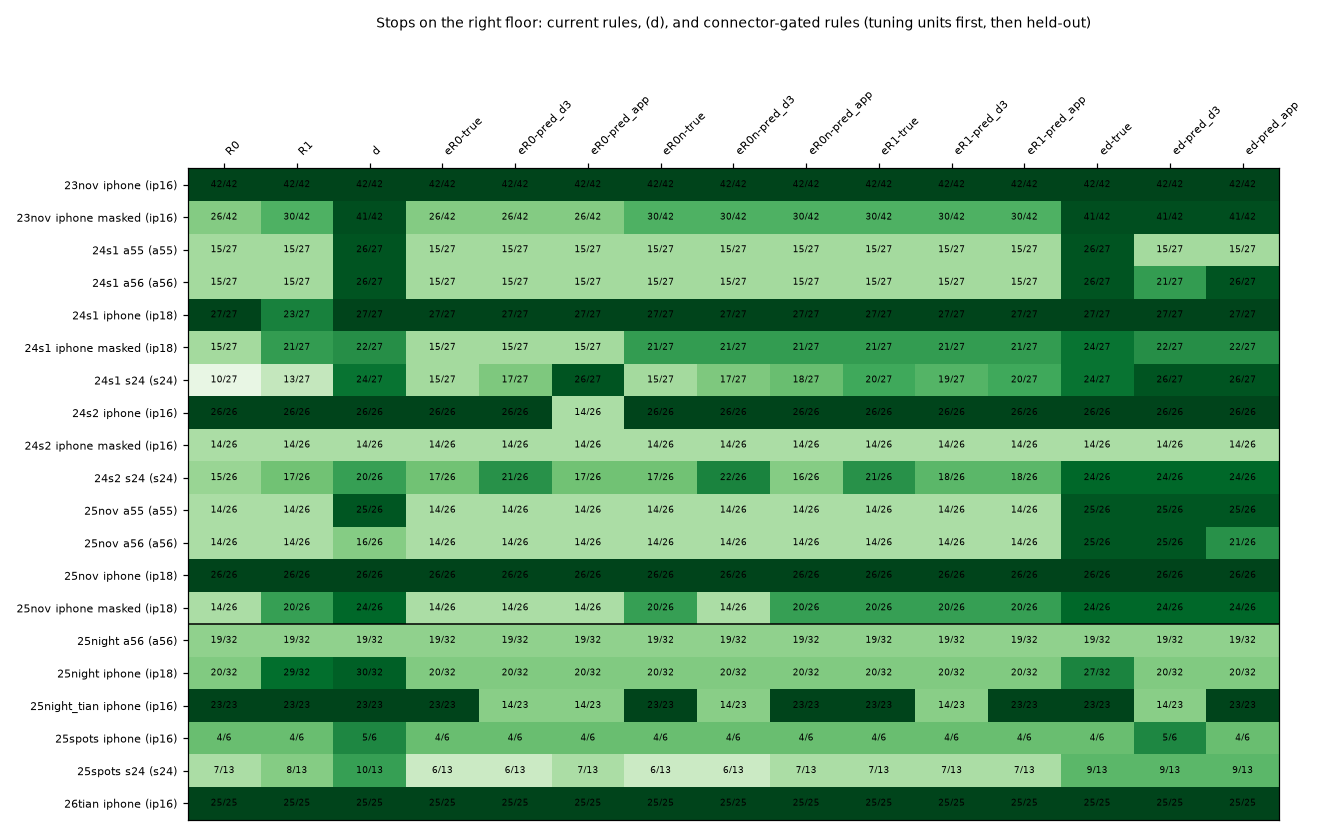 Stops on the right floor: current rules, (d), and connector-gated rules (tuning units first, then held-out)
R0 R1 d eR0-true eR0-pred_d3 eR0-pred_app eR0n-true eR0n-pred_d3 eR0n-pred_app eR1-true eR1-pred_d3 eR1-pred_app ed-true ed-pred_d3 ed-pred_app
23nov iphone (ip16) 42/42 42/42 42/42 42/42 42/42 42/42 42/42 42/42 42/42 42/42 42/42 42/42 42/42 42/42 42/42
23nov iphone masked (ip16) 26/42 30/42 41/42 26/42 26/42 26/42 30/42 30/42 30/42 30/42 30/42 30/42 41/42 41/42 41/42
24s1 a55 (a55) 15/27 15/27 26/27 15/27 15/27 15/27 15/27 15/27 15/27 15/27 15/27 15/27 26/27 15/27 15/27
24s1 a56 (a56) 15/27 15/27 26/27 15/27 15/27 15/27 15/27 15/27 15/27 15/27 15/27 15/27 26/27 21/27 26/27
24s1 iphone (ip18) 27/27 23/27 27/27 27/27 27/27 27/27 27/27 27/27 27/27 27/27 27/27 27/27 27/27 27/27 27/27
24s1 iphone masked (ip18) 15/27 21/27 22/27 15/27 15/27 15/27 21/27 21/27 21/27 21/27 21/27 21/27 24/27 22/27 22/27
24s1 s24 (s24) 10/27 13/27 24/27 15/27 17/27 26/27 15/27 17/27 18/27 20/27 19/27 20/27 24/27 26/27 26/27
24s2 iphone (ip16) 26/26 26/26 26/26 26/26 26/26 14/26 26/26 26/26 26/26 26/26 26/26 26/26 26/26 26/26 26/26
24s2 iphone masked (ip16) 14/26 14/26 14/26 14/26 14/26 14/26 14/26 14/26 14/26 14/26 14/26 14/26 14/26 14/26 14/26
24s2 s24 (s24) 15/26 17/26 20/26 17/26 21/26 17/26 17/26 22/26 16/26 21/26 18/26 18/26 24/26 24/26 24/26
25nov a55 (a55) 14/26 14/26 25/26 14/26 14/26 14/26 14/26 14/26 14/26 14/26 14/26 14/26 25/26 25/26 25/26
25nov a56 (a56) 14/26 14/26 16/26 14/26 14/26 14/26 14/26 14/26 14/26 14/26 14/26 14/26 25/26 25/26 21/26
25nov iphone (ip18) 26/26 26/26 26/26 26/26 26/26 26/26 26/26 26/26 26/26 26/26 26/26 26/26 26/26 26/26 26/26
25nov iphone masked (ip18) 14/26 20/26 24/26 14/26 14/26 14/26 20/26 14/26 20/26 20/26 20/26 20/26 24/26 24/26 24/26
25night a56 (a56) 19/32 19/32 19/32 19/32 19/32 19/32 19/32 19/32 19/32 19/32 19/32 19/32 19/32 19/32 19/32
25night iphone (ip18) 20/32 29/32 30/32 20/32 20/32 20/32 20/32 20/32 20/32 20/32 20/32 20/32 27/32 20/32 20/32
25night_tian iphone (ip16) 23/23 23/23 23/23 23/23 14/23 14/23 23/23 14/23 23/23 23/23 14/23 23/23 23/23 14/23 23/23
25spots iphone (ip16) 4/6 4/6 5/6 4/6 4/6 4/6 4/6 4/6 4/6 4/6 4/6 4/6 4/6 5/6 4/6
25spots s24 (s24) 7/13 8/13 10/13 6/13 6/13 7/13 6/13 6/13 7/13 7/13 7/13 7/13 9/13 9/13 9/13
26tian iphone (ip16) 25/25 25/25 25/25 25/25 25/25 25/25 25/25 25/25 25/25 25/25 25/25 25/25 25/25 25/25 25/25